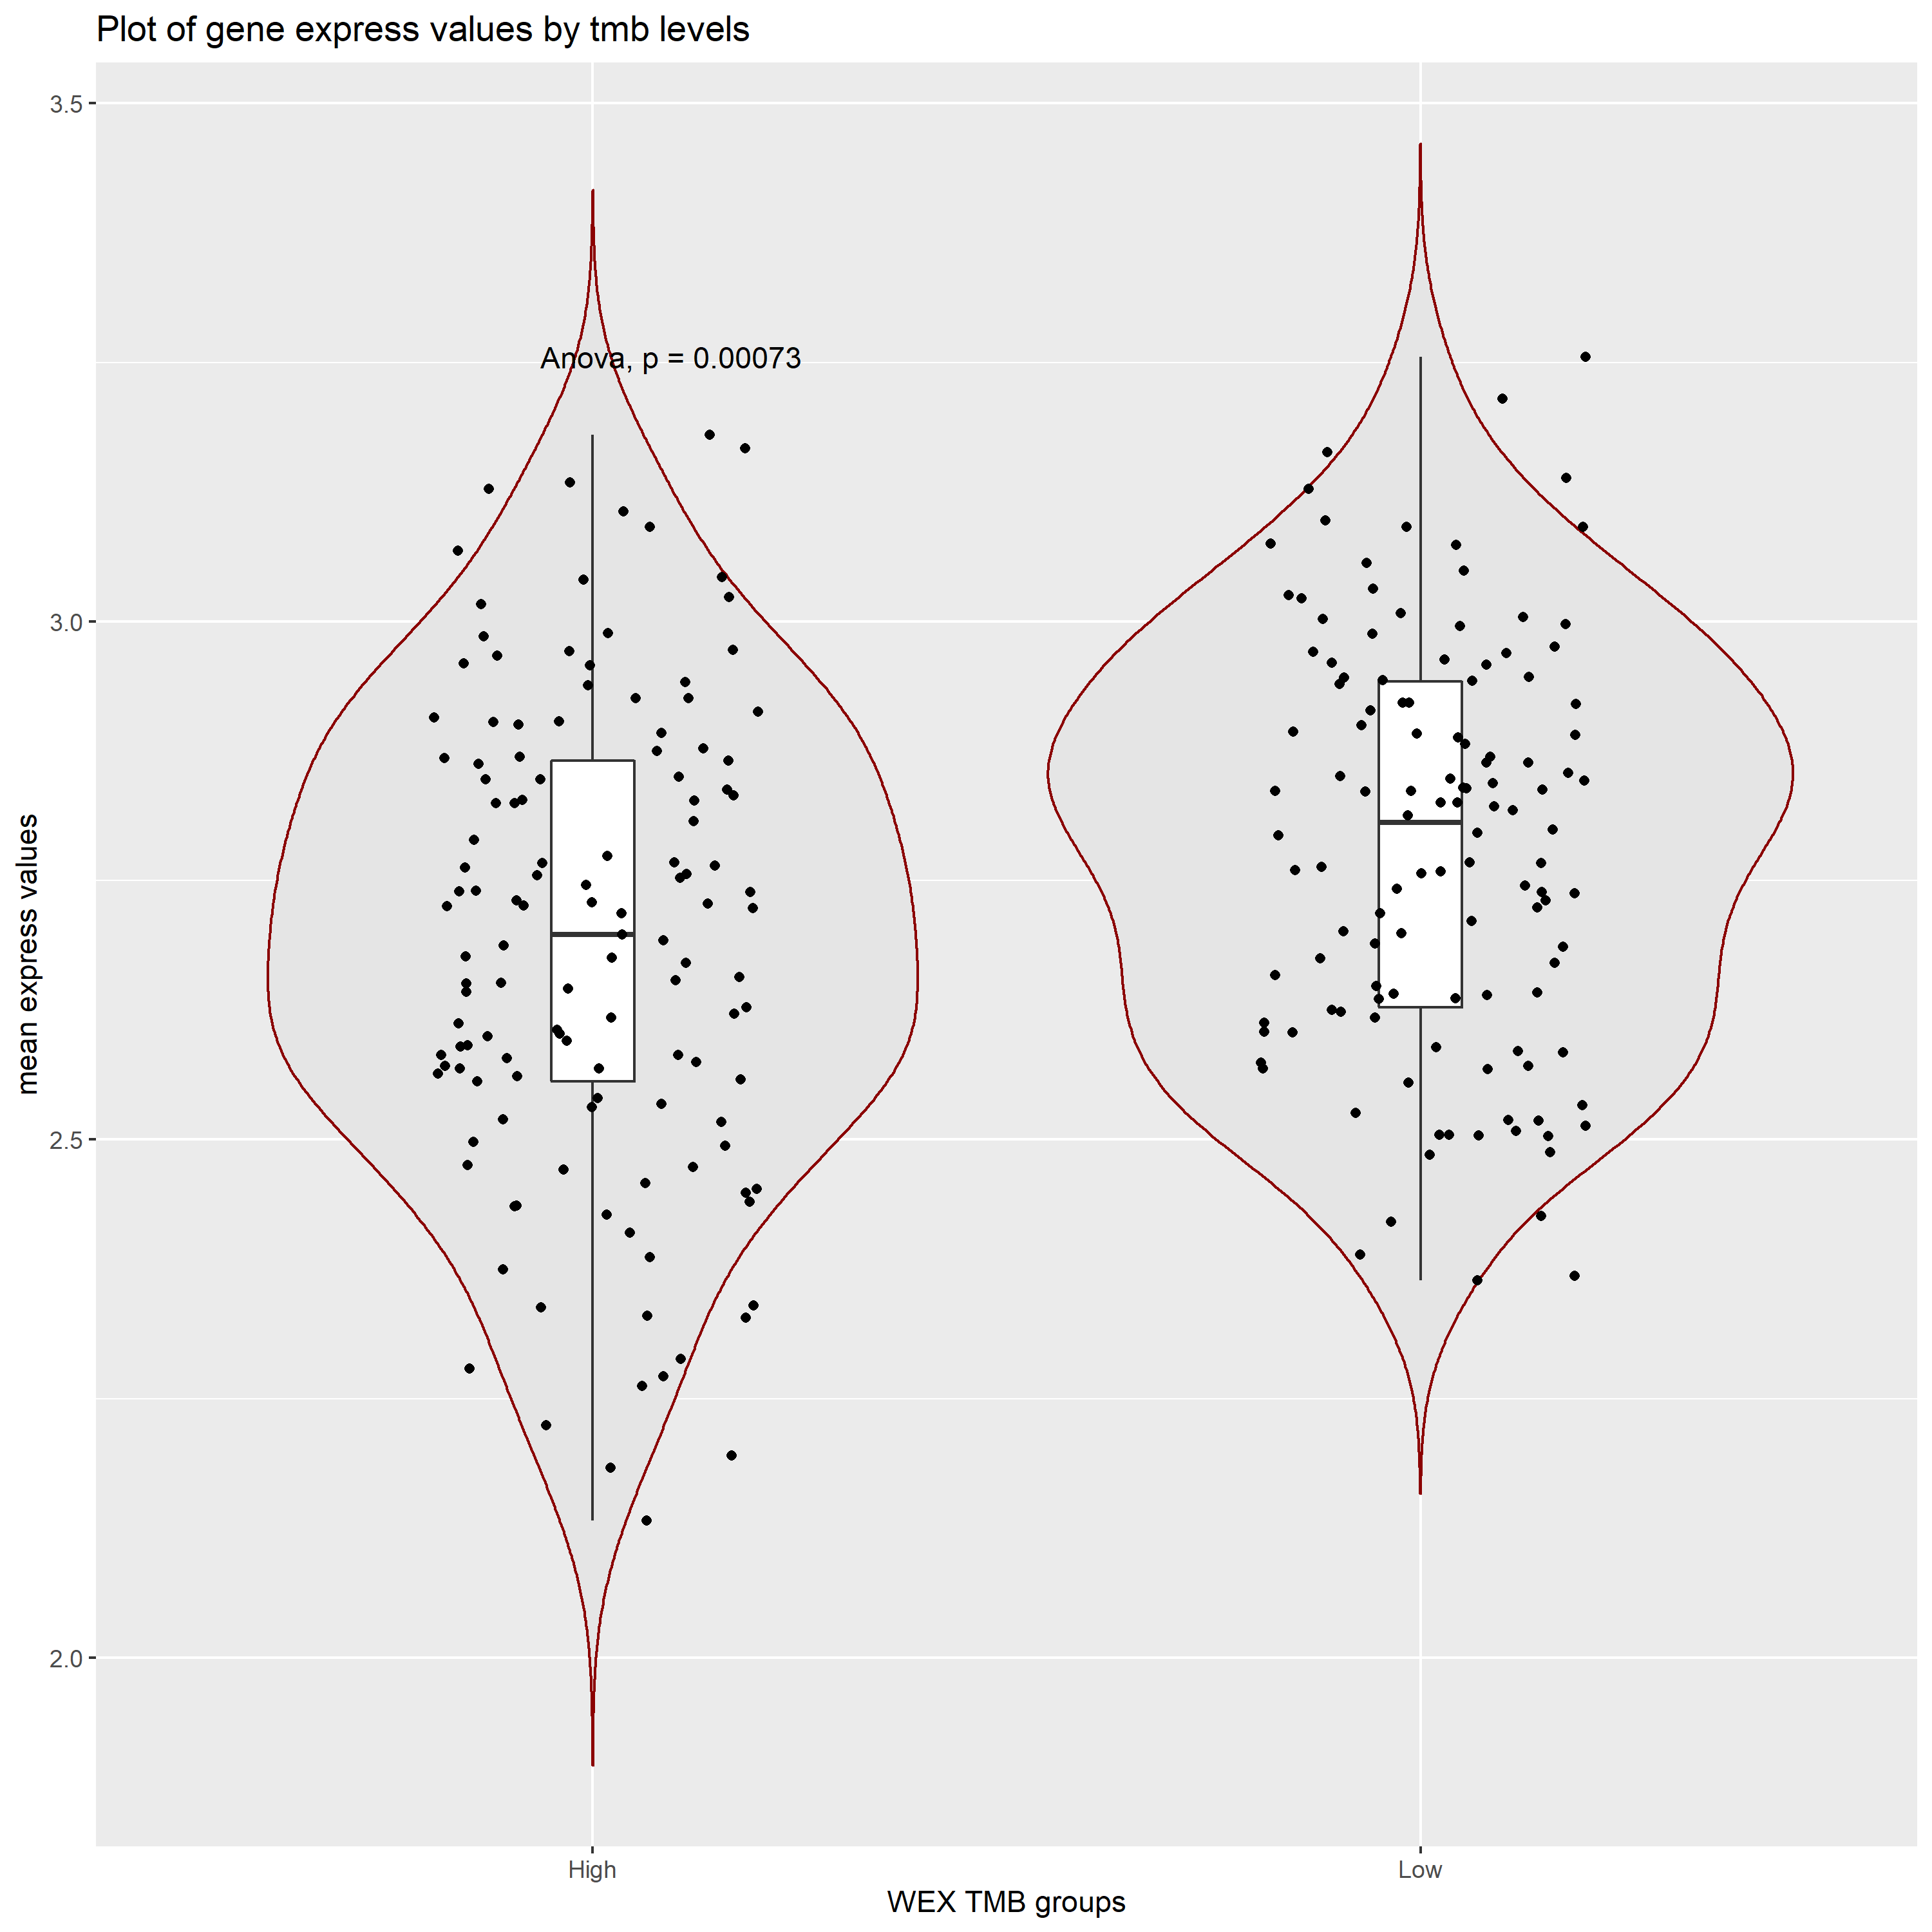 Plot of gene express values by tmb levels
3.5
Anova, p = 0.00073
3.0
mean express values
2.5
2.0
High
Low
WEX TMB groups